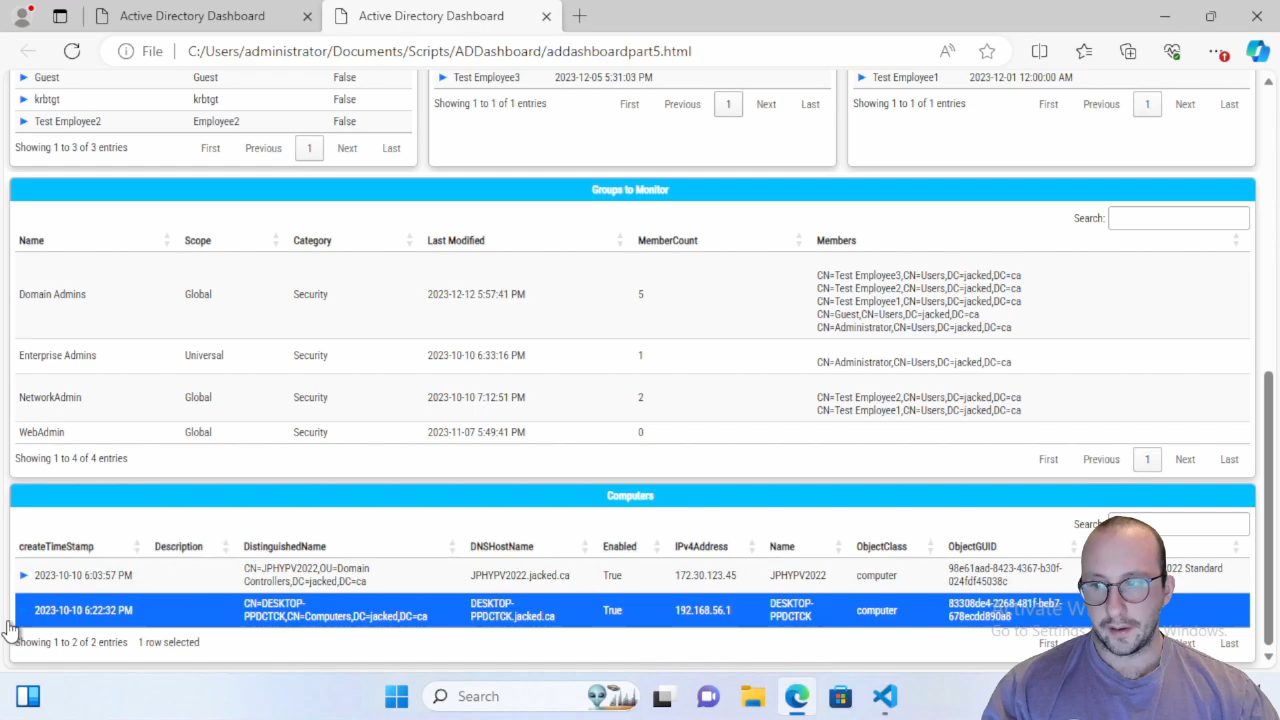 Active Directory Dashboard
Active Directory Dashboard
File C:/Users/administrator/Documents/Scripts/ADDashboard/addashboardpart5.html
Guest Guest False
krbtgt krbtgt False
Test Employee2 Employee2 False
Showing 1 to 3 of 3 entries First Previous 1 Next Last
Test Employee3 2023-12-05 5:31:03 PM
Showing 1 to 1 of 1 entries First Previous 1 Next Last
Test Employee1 2023-12-01 12:00:00 AM
Showing 1 to 1 of 1 entries First Previous 1 Next Last
Groups to Monitor
Search:
Name Scope Category Last Modified MemberCount Members
Domain Admins Global Security 2023-12-12 5:57:41 PM 5
CN=Test Employee3,CN=Users,DC=jacked,DC=ca
CN=Test Employee2,CN=Users,DC=jacked,DC=ca
CN=Test Employee1,CN=Users,DC=jacked,DC=ca
CN=Guest,CN=Users,DC=jacked,DC=ca
CN=Administrator,CN=Users,DC=jacked,DC=ca
Enterprise Admins Universal Security 2023-10-10 6:33:16 PM 1
CN=Administrator,CN=Users,DC=jacked,DC=ca
NetworkAdmin Global Security 2023-10-10 7:12:51 PM 2
CN=Test Employee2,CN=Users,DC=jacked,DC=ca
CN=Test Employee1,CN=Users,DC=jacked,DC=ca
WebAdmin Global Security 2023-11-07 5:49:41 PM 0
Showing 1 to 4 of 4 entries First Previous 1 Next Last
Computers
Search
createTimeStamp Description DistinguishedName DNSHostName Enabled IPv4Address Name ObjectClass ObjectGUID
2023-10-10 6:03:57 PM CN=JPHYPV2022,OU=Domain Controllers,DC=jacked,DC=ca JPHYPV2022.jacked.ca True 172.30.123.45 JPHYPV2022 computer 98e61aad-8423-4367-b30f-024fdf45038c 2022 Standard
2023-10-10 6:22:32 PM CN=DESKTOP-PPDCTCK,CN=Computers,DC=jacked,DC=ca DESKTOP-PPDCTCK.jacked.ca True 192.168.56.1 DESKTOP-PPDCTCK computer 83308de4-2268-481f-beb7-678ecdd890a8
Showing 1 to 2 of 2 entries 1 row selected Next Last
Activate
Go to Settings Windows.
Search